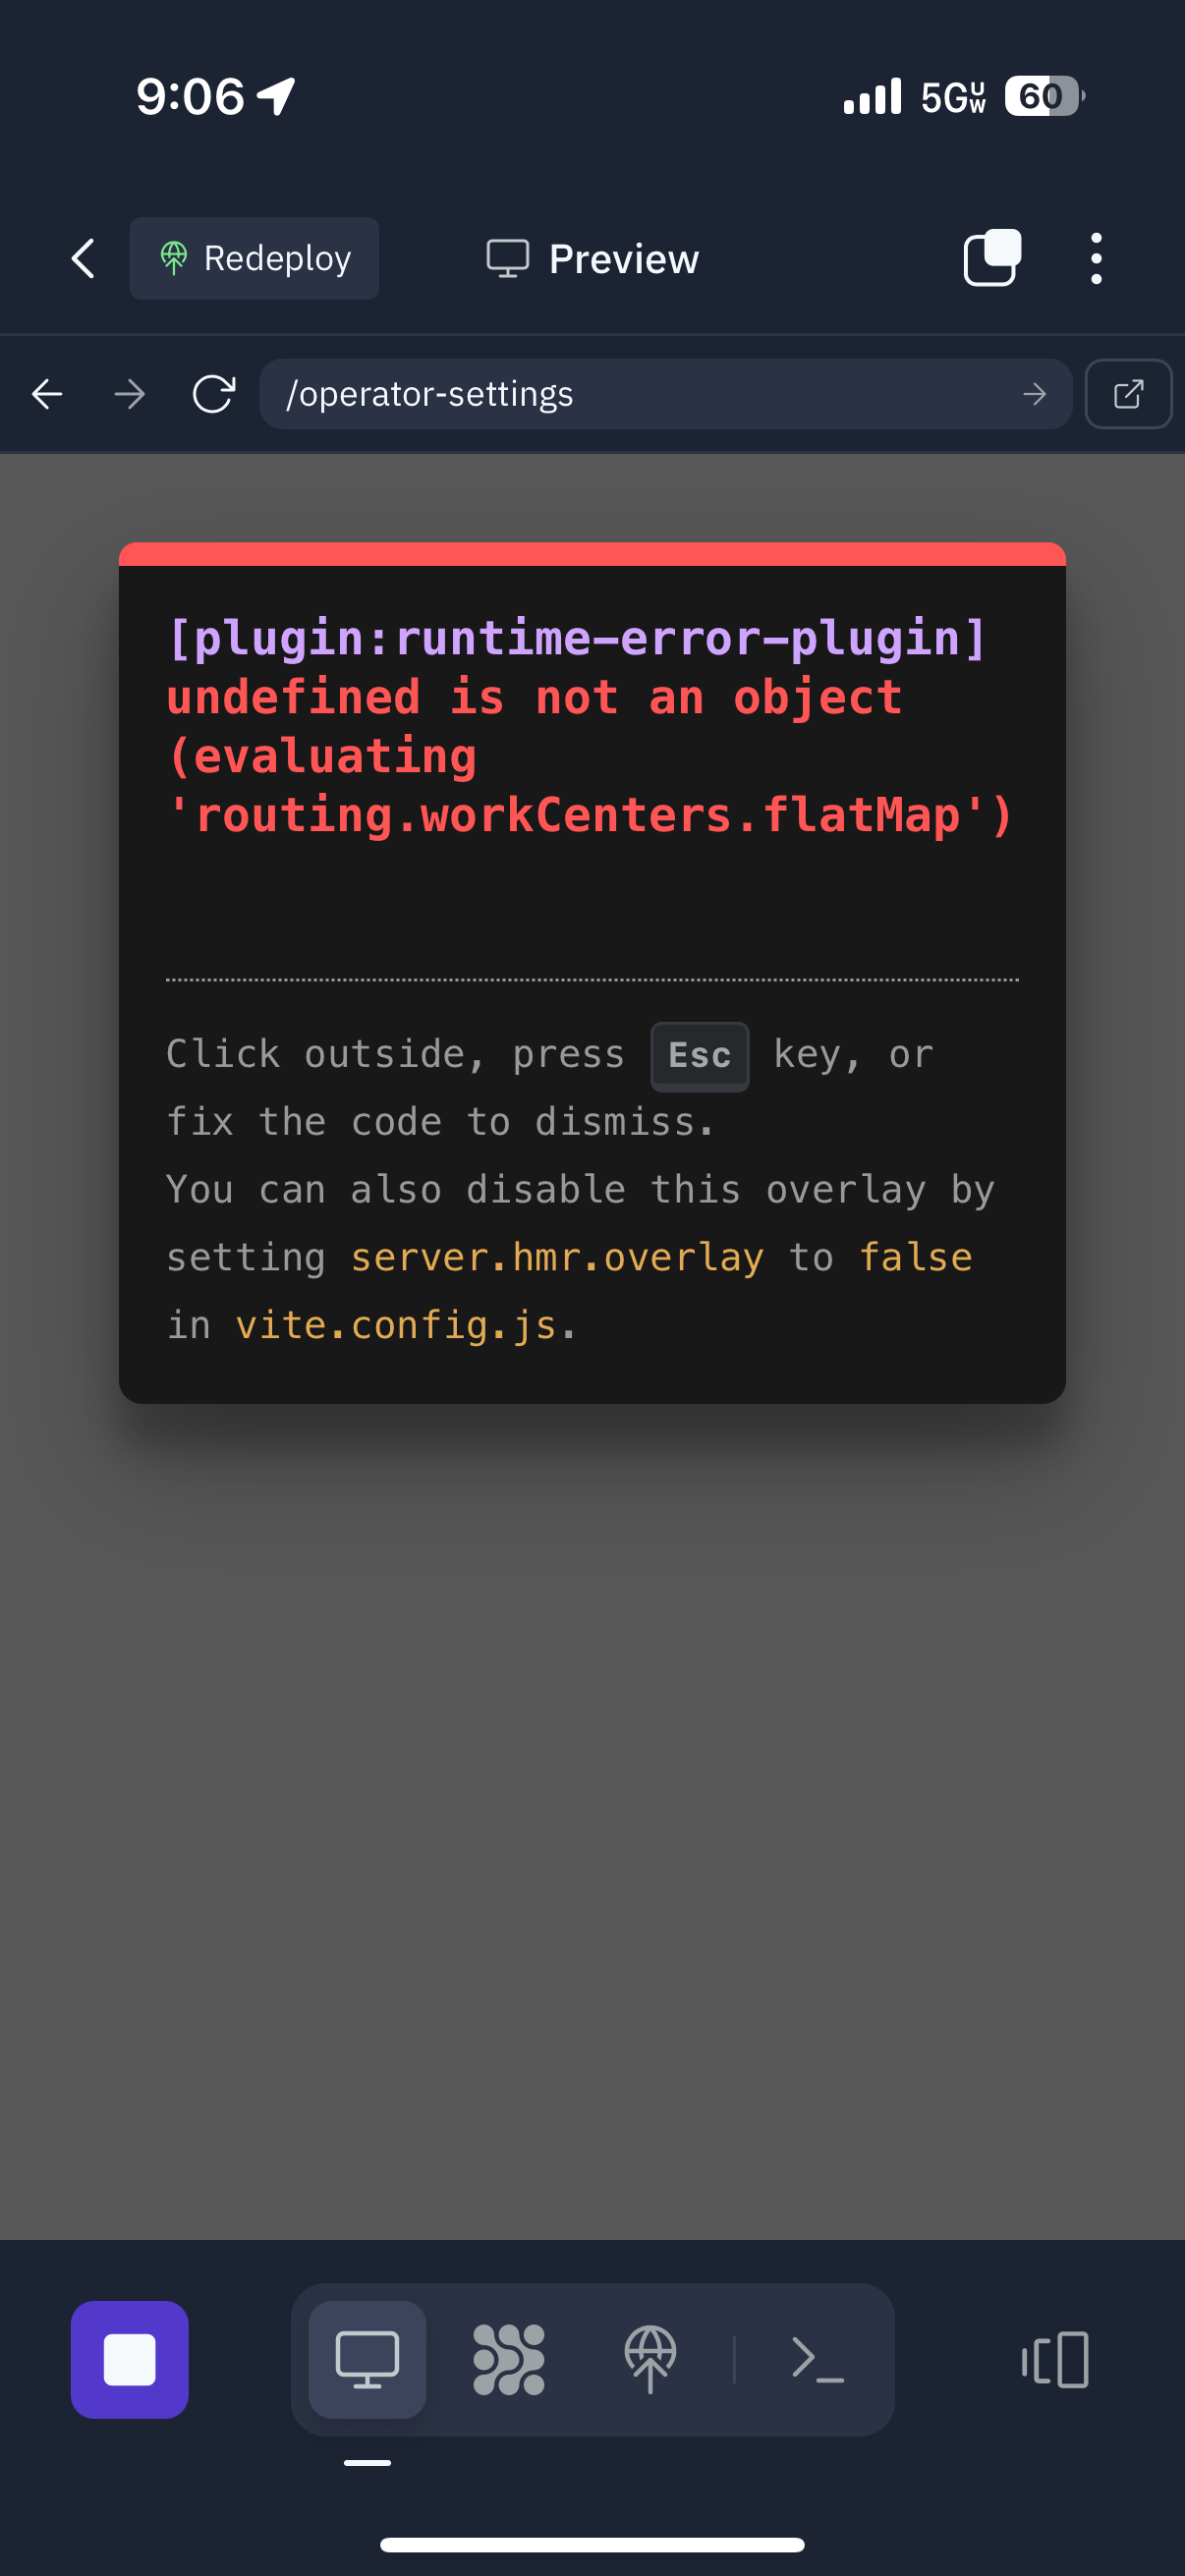 9:06 5GUW 60
Redeploy Preview
/operator-settings
[plugin:runtime-error-plugin]
undefined is not an object
(evaluating
'routing.workCenters.flatMap')
Click outside, press Esc key, or
fix the code to dismiss.
You can also disable this overlay by
setting server.hmr.overlay to false
in vite.config.js.